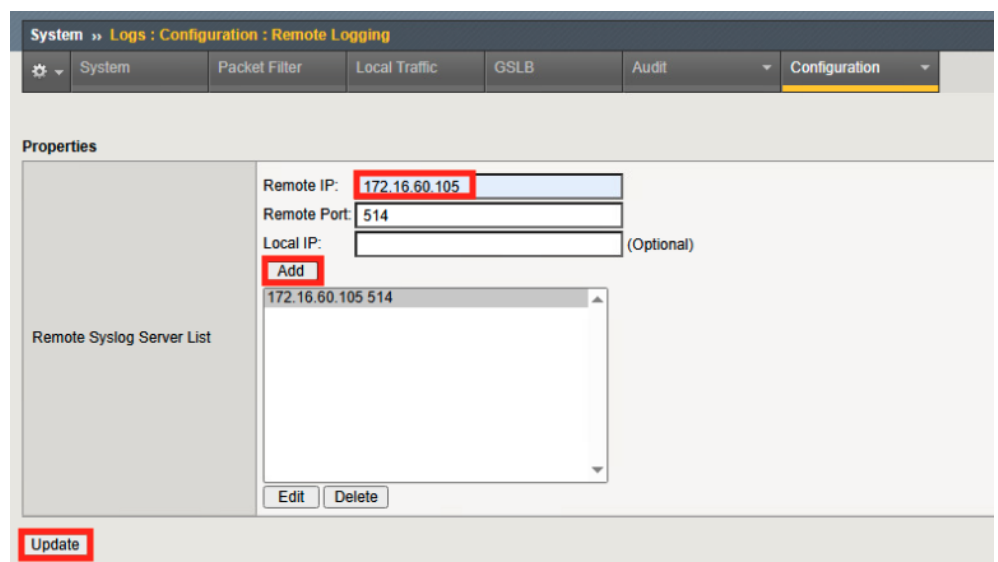 System » Logs : Configuration : Remote Logging
System Packet Filter Local Traffic GSLB Audit Configuration
Properties
Remote IP: 172.16.60.105
Remote Port: 514
Local IP: (Optional)
Add
172.16.60.105 514
Remote Syslog Server List
Edit Delete
Update